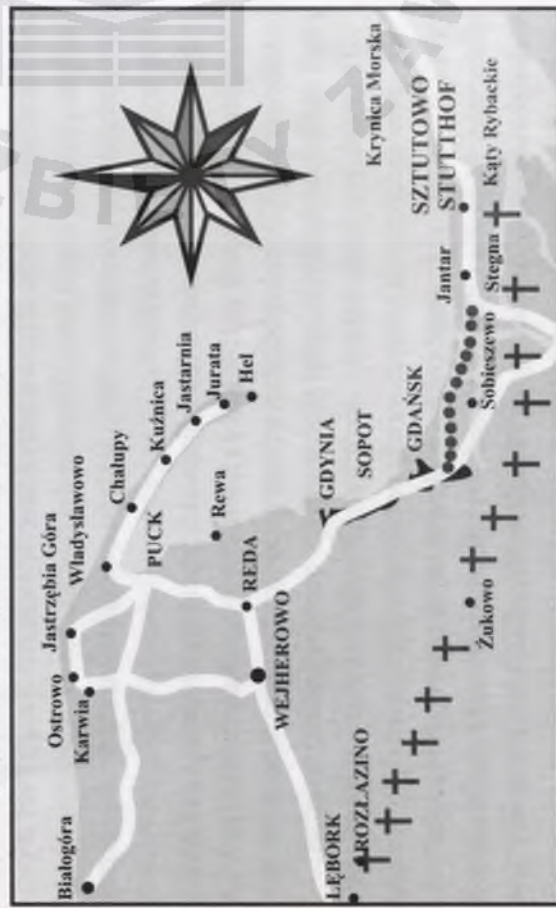 Białogóra
Ostrowo
Karwia
Jastrzębia Góra
Władysławowo
Chałupy
Kuźnica
Jastarnia
Jurata
Hel
PUCK
Rewa
REDA
WEJHEROWO
GDYNIA
SOPOT
GDAŃSK
LĘBORK
ROZŁAZINO
Żukowo
Sobieszewo
Jantar
Stegna
SZTUTOWO
STUTTHOF
Kąty Rybackie
Krynica Morska